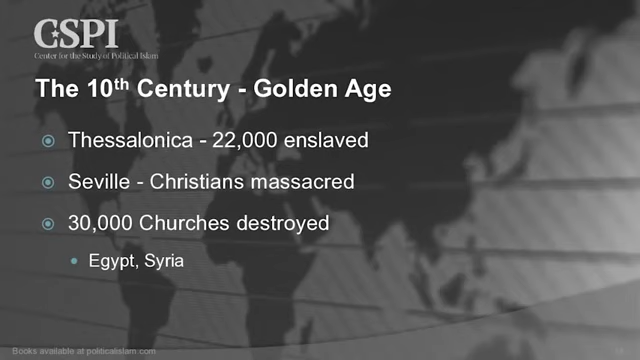 CSPI
Center for the Study of Political Islam
The 10th Century - Golden Age
Thessalonica - 22,000 enslaved
Seville - Christians massacred
30,000 Churches destroyed
Egypt, Syria
Books available at politicalislam.com